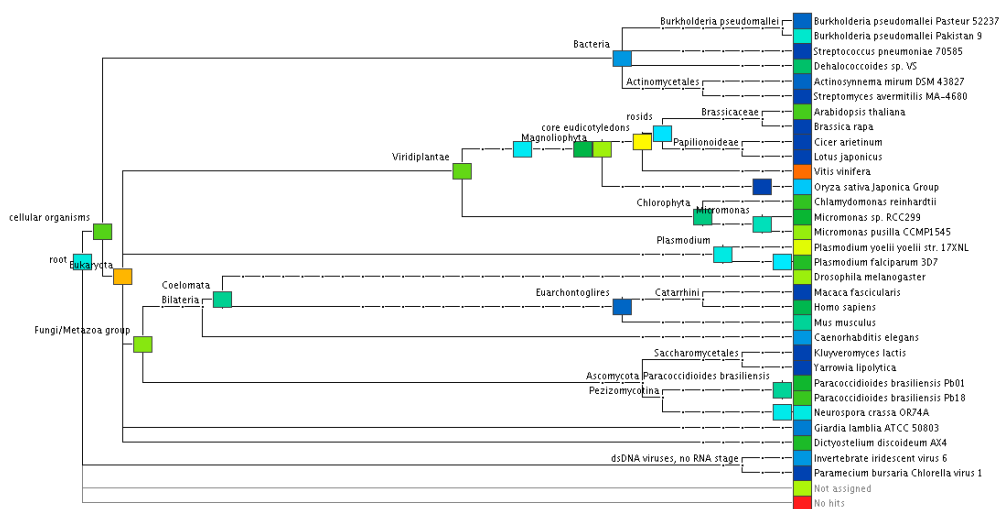 Burkholderia pseudomallei
Burkholderia pseudomallei Pasteur 52237
Burkholderia pseudomallei Pakistan 9
Bacteria
Streptococcus pneumoniae 70585
Dehalococcoides sp. VS
Actinomycetales
Actinosynnema mirum DSM 43827
Streptomyces avermitilis MA-4680
Brassicaceae
Arabidopsis thaliana
rosids
Brassica rapa
core eudicotyledons
Magnoliophyta
Papilionoideae
Cicer arietinum
Viridiplantae
Lotus japonicus
Vitis vinifera
Oryza sativa Japonica Group
Chlorophyta
Chlamydomonas reinhardtii
Micromonas
Micromonas sp. RCC299
cellular organisms
Micromonas pusilla CCMP1545
Plasmodium
Plasmodium yoelii yoelii str. 17XNL
root
Eukaryota
Plasmodium falciparum 3D7
Drosophila melanogaster
Coelomata
Bilateria
Euarchontoglires
Catarrhini
Macaca fascicularis
Homo sapiens
Mus musculus
Fungi/Metazoa group
Caenorhabditis elegans
Saccharomycetales
Kluyveromyces lactis
Yarrowia lipolytica
Ascomycota
Paracoccidioides brasiliensis
Paracoccidioides brasiliensis Pb01
Pezizomycotina
Paracoccidioides brasiliensis Pb18
Neurospora crassa OR74A
Giardia lamblia ATCC 50803
Dictyostelium discoideum AX4
dsDNA viruses, no RNA stage
Invertebrate iridescent virus 6
Paramecium bursaria Chlorella virus 1
Not assigned
No hits